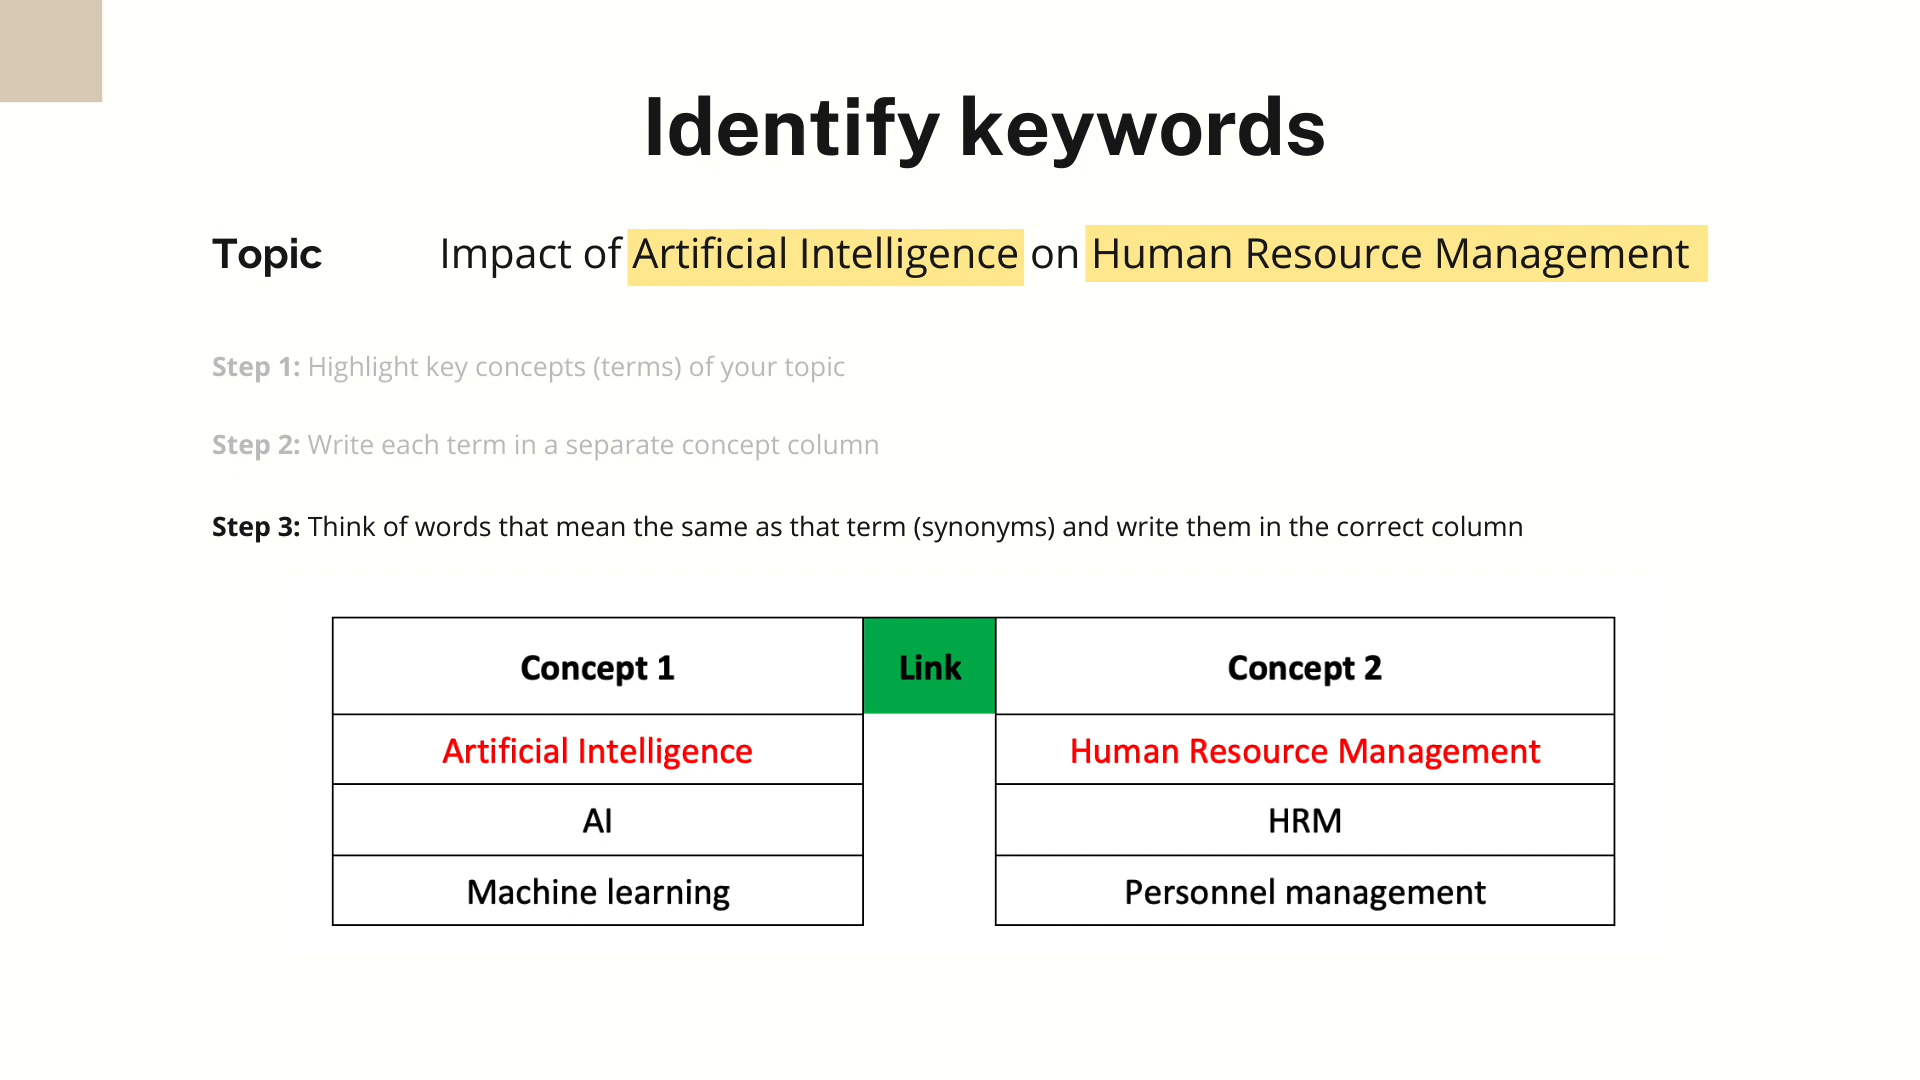 Identify keywords
Topic Impact of Artificial Intelligence on Human Resource Management
Step 1: Highlight key concepts (terms) of your topic
Step 2: Write each term in a separate concept column
Step 3: Think of words that mean the same as that term (synonyms) and write them in the correct column
Concept 1 Link Concept 2
Artificial Intelligence Human Resource Management
AI HRM
Machine learning Personnel management